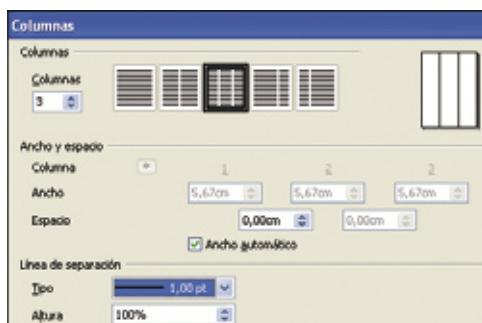 Columnas
Columnas
Columnas
3
Ancho y espacio
Columna 1 2 3
Ancho 5,67cm 5,67cm 5,67cm
Espacio 0,00cm 0,00cm
Ancho automático
Línea de separación
Tipo 1,00 pt
Altura 100%